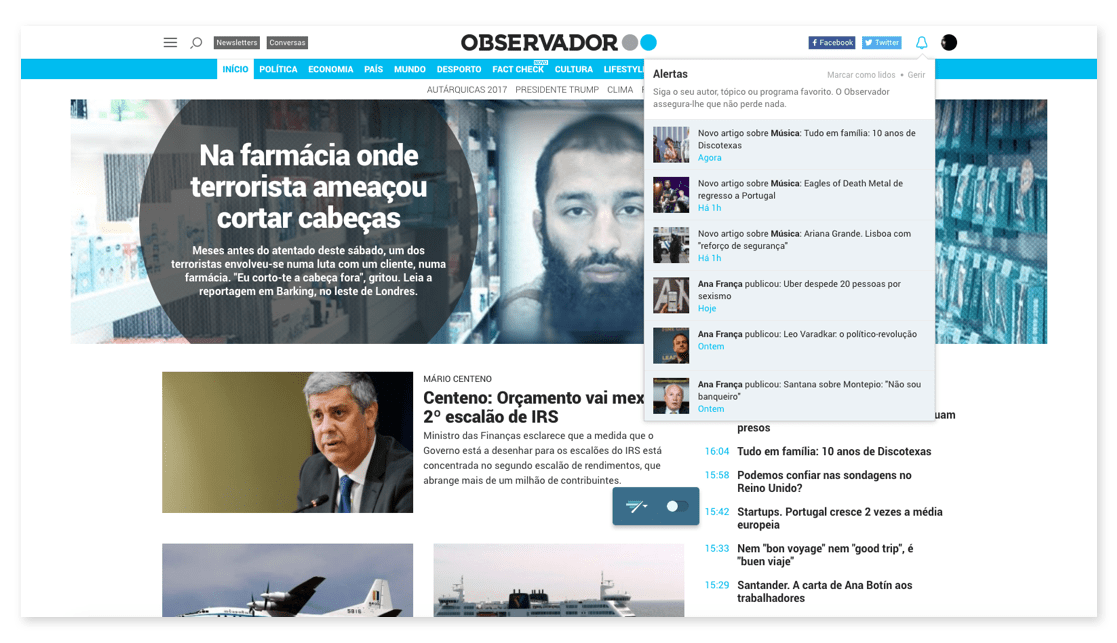 Newsletters
Conversas
OBSERVADOR
Facebook
Twitter
INÍCIO POLÍTICA ECONOMIA PAÍS MUNDO DESPORTO FACT CHECK CULTURA
AUTÁRQUICAS 2017 PRESIDENTE TRUMP CLIMA
Alertas
Marcar como lidos • Gerir
Siga o seu autor, tópico ou programa favorito. O Observador
assegura-lhe que não perde nada.
Novo artigo sobre Música: Tudo em família: 10 anos de
Discotexas
Agora
Novo artigo sobre Música: Eagles of Death Metal de
regresso a Portugal
Há 1h
Novo artigo sobre Música: Ariana Grande. Lisboa com
"reforço de segurança"
Há 1h
Ana França publicou: Uber despede 20 pessoas por
sexismo
Hoje
Ana França publicou: Leo Varadkar: o político-revolução
Ontem
Ana França publicou: Santana sobre Montepio: "Não sou
banqueiro"
Ontem
Na farmácia onde
terrorista ameaçou
cortar cabeças
Meses antes do atentado deste sábado, um dos
terroristas envolveu-se numa luta com um cliente, numa
farmácia. "Eu corto-te a cabeça fora", gritou. Leia a
reportagem em Barking, no leste de Londres.
MÁRIO CENTENO
Centeno: Orçamento vai mex
2º escalão de IRS
Ministro das Finanças esclarece que a medida que o
Governo está a desenhar para os escalões do IRS está
concentrada no segundo escalão de rendimentos, que
abrange mais de um milhão de contribuintes.
uam
presos
16:04 Tudo em família: 10 anos de Discotexas
15:58 Podemos confiar nas sondagens no
Reino Unido?
15:42 Startups. Portugal cresce 2 vezes a média
europeia
15:33 Nem "bon voyage" nem "good trip", é
"buen viaje"
15:29 Santander. A carta de Ana Botín aos
trabalhadores